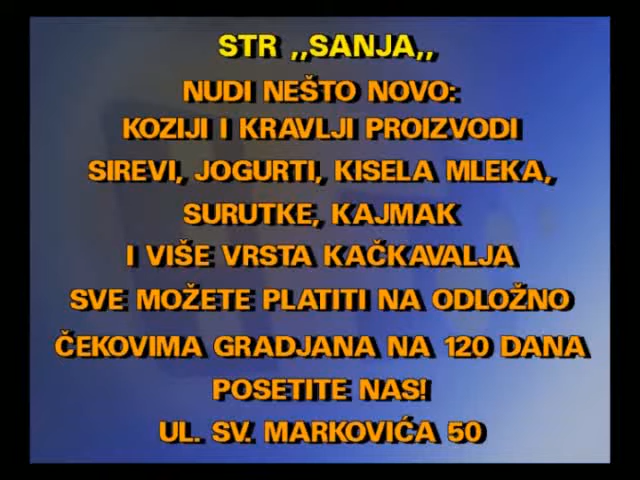 STR ,,SANJA,,
NUDI NEŠTO NOVO:
KOZIJI I KRAVLJI PROIZVODI
SIREVI, JOGURTI, KISELA MLEKA,
SURUTKE, KAJMAK
I VIŠE VRSTA KAČKAVALJA
SVE MOŽETE PLATITI NA ODLOŽNO
ČEKOVIMA GRADJANA NA 120 DANA
POSETITE NAS!
UL. SV. MARKOVIĆA 50